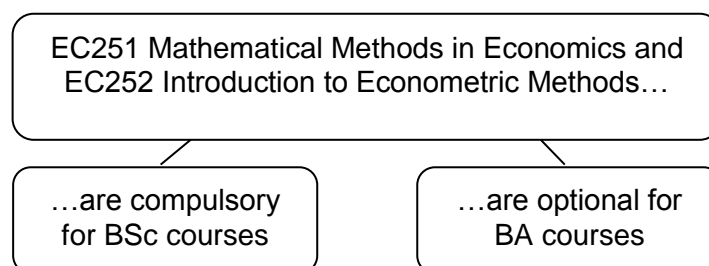 EC251 Mathematical Methods in Economics and
EC252 Introduction to Econometric Methods…
…are compulsory
for BSc courses
…are optional for
BA courses